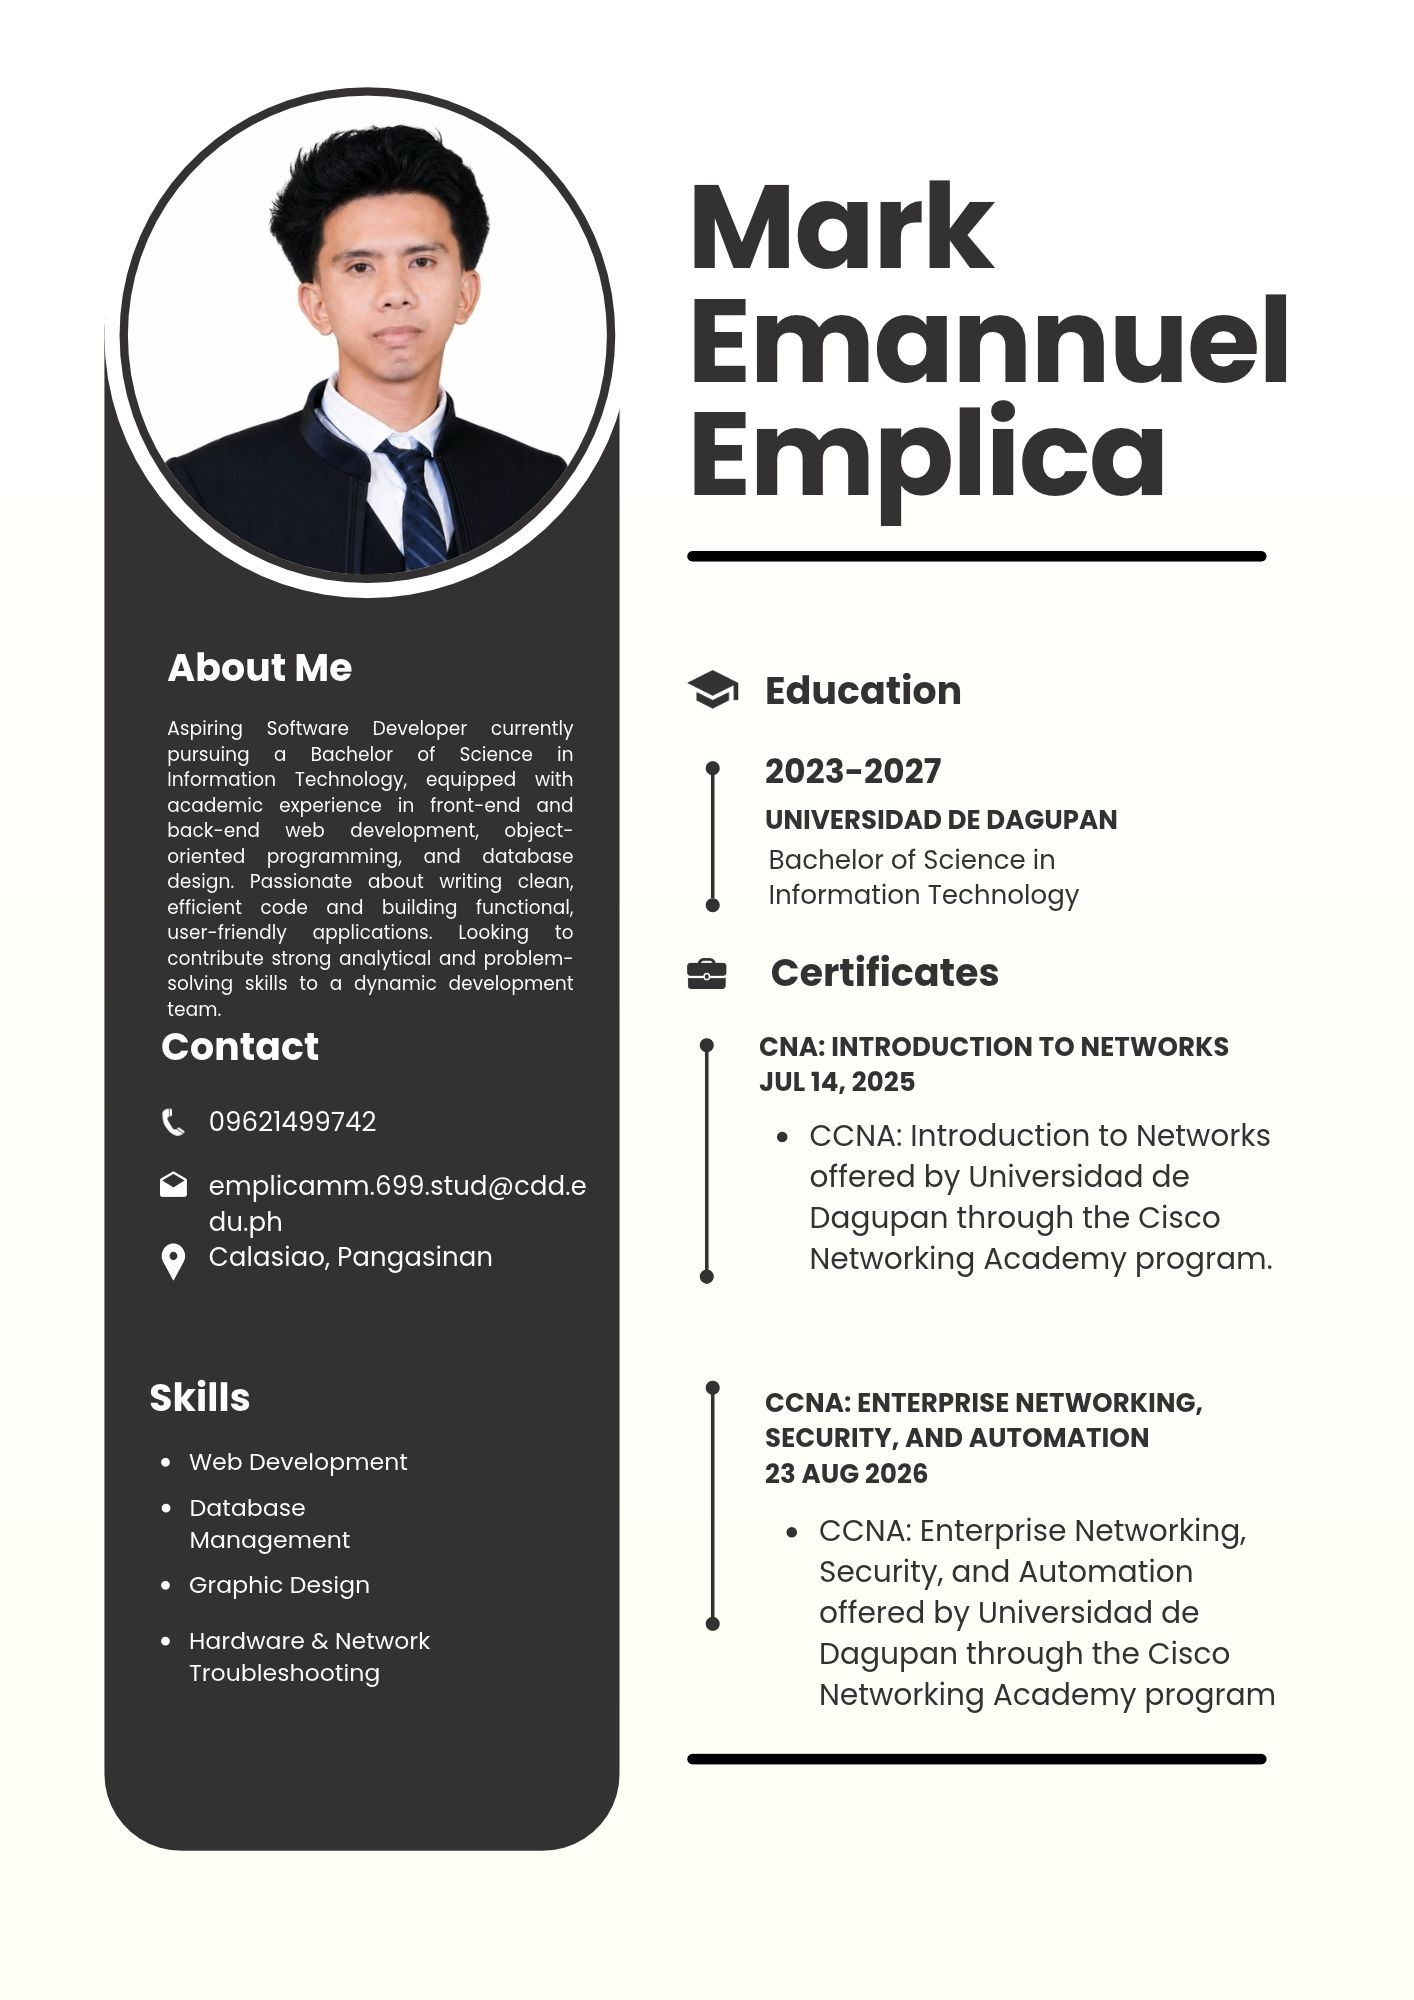 Mark
Emannuel
Emplica
About Me
Aspiring Software Developer currently
pursuing a Bachelor of Science in
Information Technology, equipped with
academic experience in front-end and
back-end web development, object-
oriented programming, and database
design. Passionate about writing clean,
efficient code and building functional,
user-friendly applications. Looking to
contribute strong analytical and problem-
solving skills to a dynamic development
team.
Contact
09621499742
emplicamm.699.stud@cdd.e
du.ph
Calasiao, Pangasinan
Skills
• Web Development
• Database
Management
• Graphic Design
• Hardware & Network
Troubleshooting
Education
2023-2027
UNIVERSIDAD DE DAGUPAN
Bachelor of Science in
Information Technology
Certificates
CNA: INTRODUCTION TO NETWORKS
JUL 14, 2025
• CCNA: Introduction to Networks
offered by Universidad de
Dagupan through the Cisco
Networking Academy program.
CCNA: ENTERPRISE NETWORKING,
SECURITY, AND AUTOMATION
23 AUG 2026
• CCNA: Enterprise Networking,
Security, and Automation
offered by Universidad de
Dagupan through the Cisco
Networking Academy program